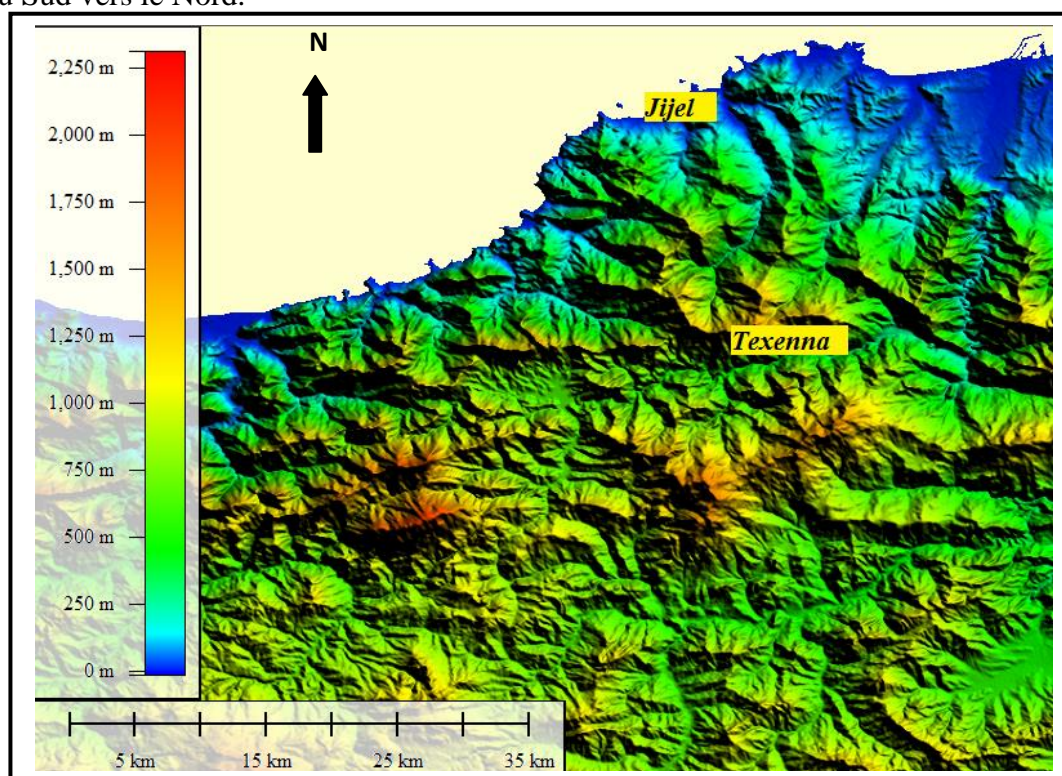 u Sud vers le Nord.
N
2,250 m
2,000 m
1,750 m
1,500 m
1,250 m
1,000 m
750 m
500 m
250 m
0 m
Jijel
Texenna
5 km 15 km 25 km 35 km